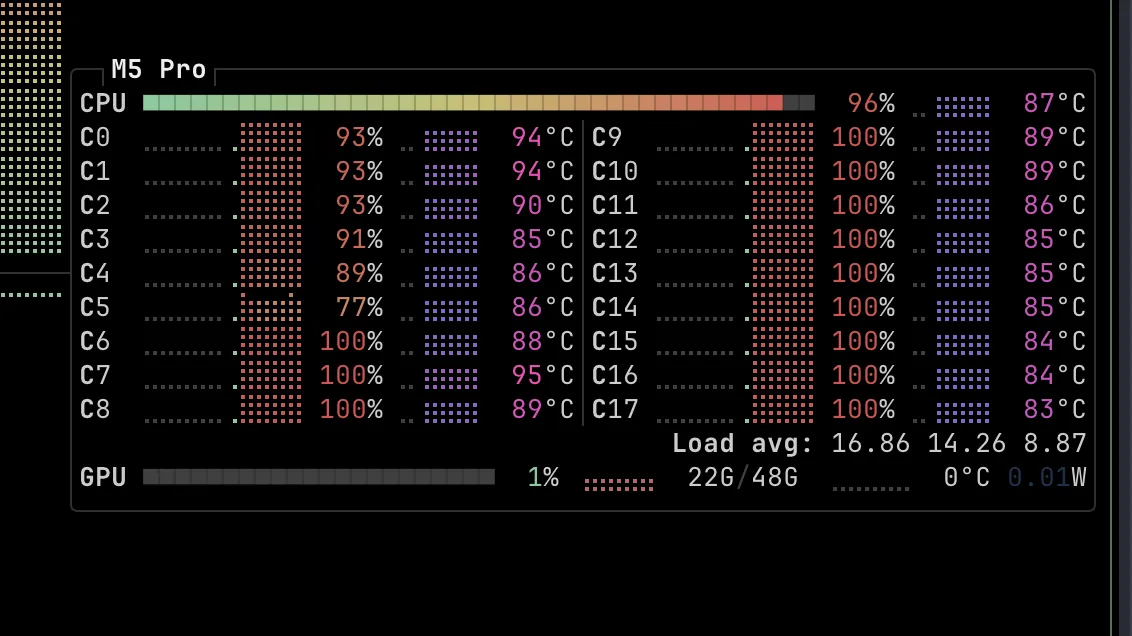 M5 Pro
CPU 96% 87°C
C0 93% 94°C C9 100% 89°C
C1 93% 94°C C10 100% 89°C
C2 93% 90°C C11 100% 86°C
C3 91% 85°C C12 100% 85°C
C4 89% 86°C C13 100% 85°C
C5 77% 86°C C14 100% 85°C
C6 100% 88°C C15 100% 84°C
C7 100% 95°C C16 100% 84°C
C8 100% 89°C C17 100% 83°C
Load avg: 16.86 14.26 8.87
GPU 1% 22G/48G 0°C 0.01W